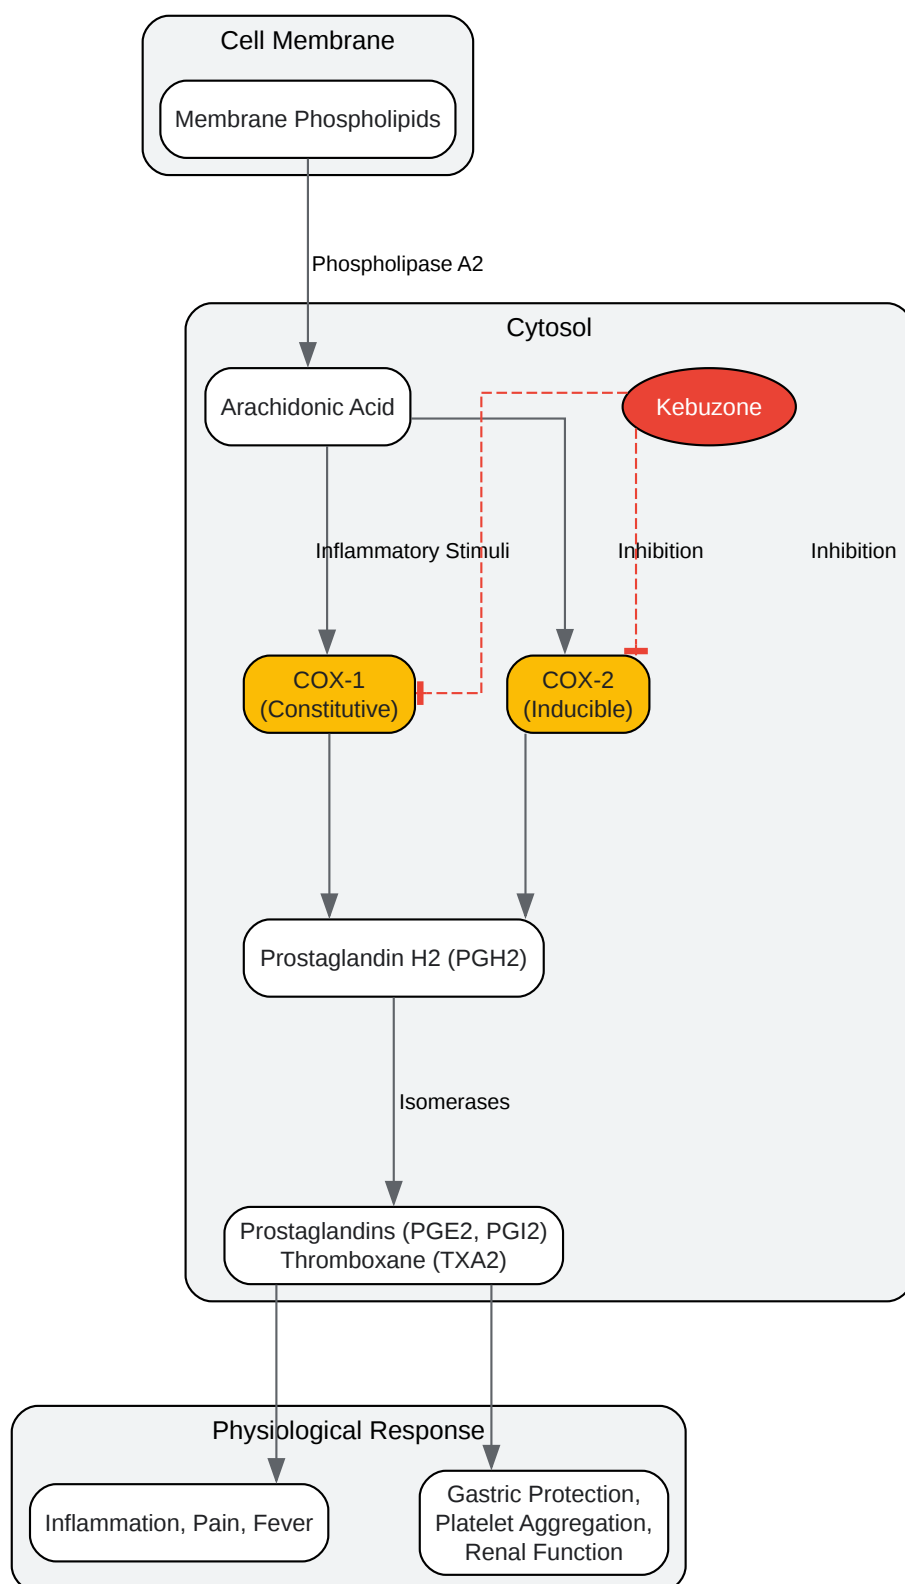 Cell Membrane
Membrane Phospholipids
Phospholipase A2
Cytosol
Arachidonic Acid
Kebuzone
Inflammatory Stimuli
Inhibition
Inhibition
COX-1
(Constitutive)
COX-2
(Inducible)
Prostaglandin H2 (PGH2)
Isomerases
Prostaglandins (PGE2, PGI2)
Thromboxane (TXA2)
Physiological Response
Inflammation, Pain, Fever
Gastric Protection,
Platelet Aggregation,
Renal Function